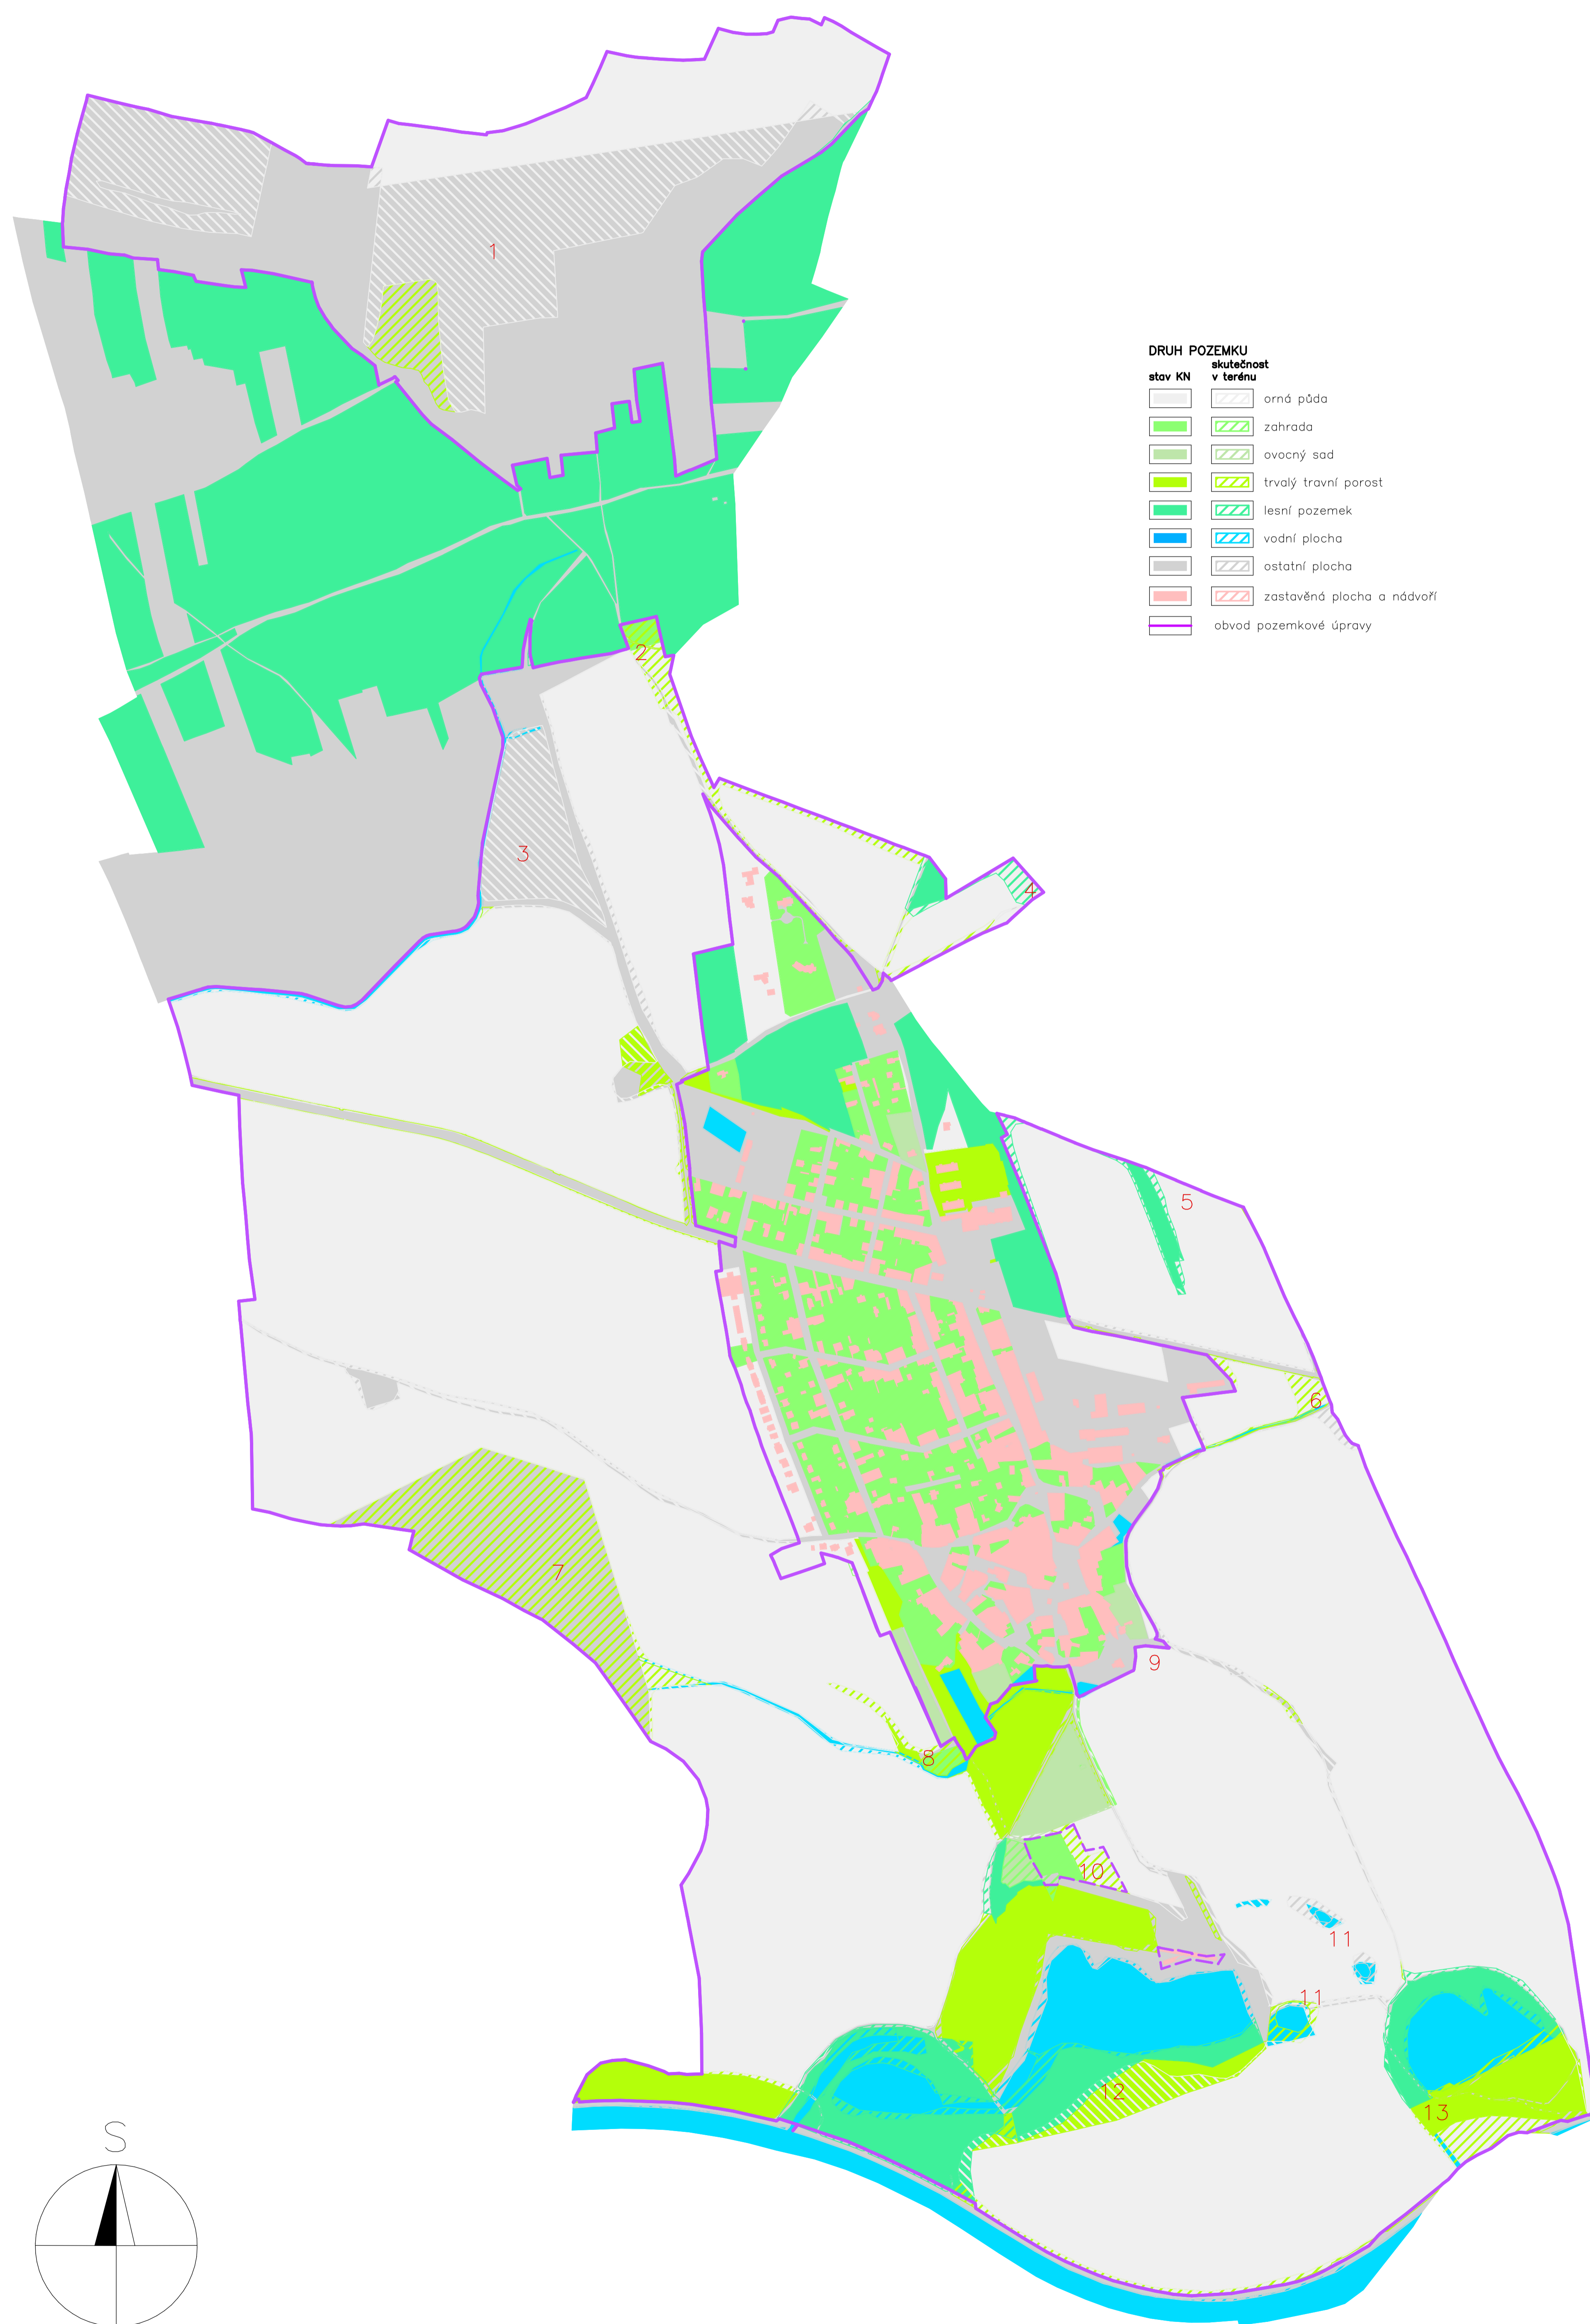 DRUH POZEMKU
stav KN
skutečnost
v terénu
orná půda
zahrada
ovocný sad
trvalý travní porost
lesní pozemek
vodní plocha
ostatní plocha
zastavěná plocha a nádvoří
obvod pozemkové úpravy
1
2
3
4
5
6
7
9
8
10
11
11
12
13
S